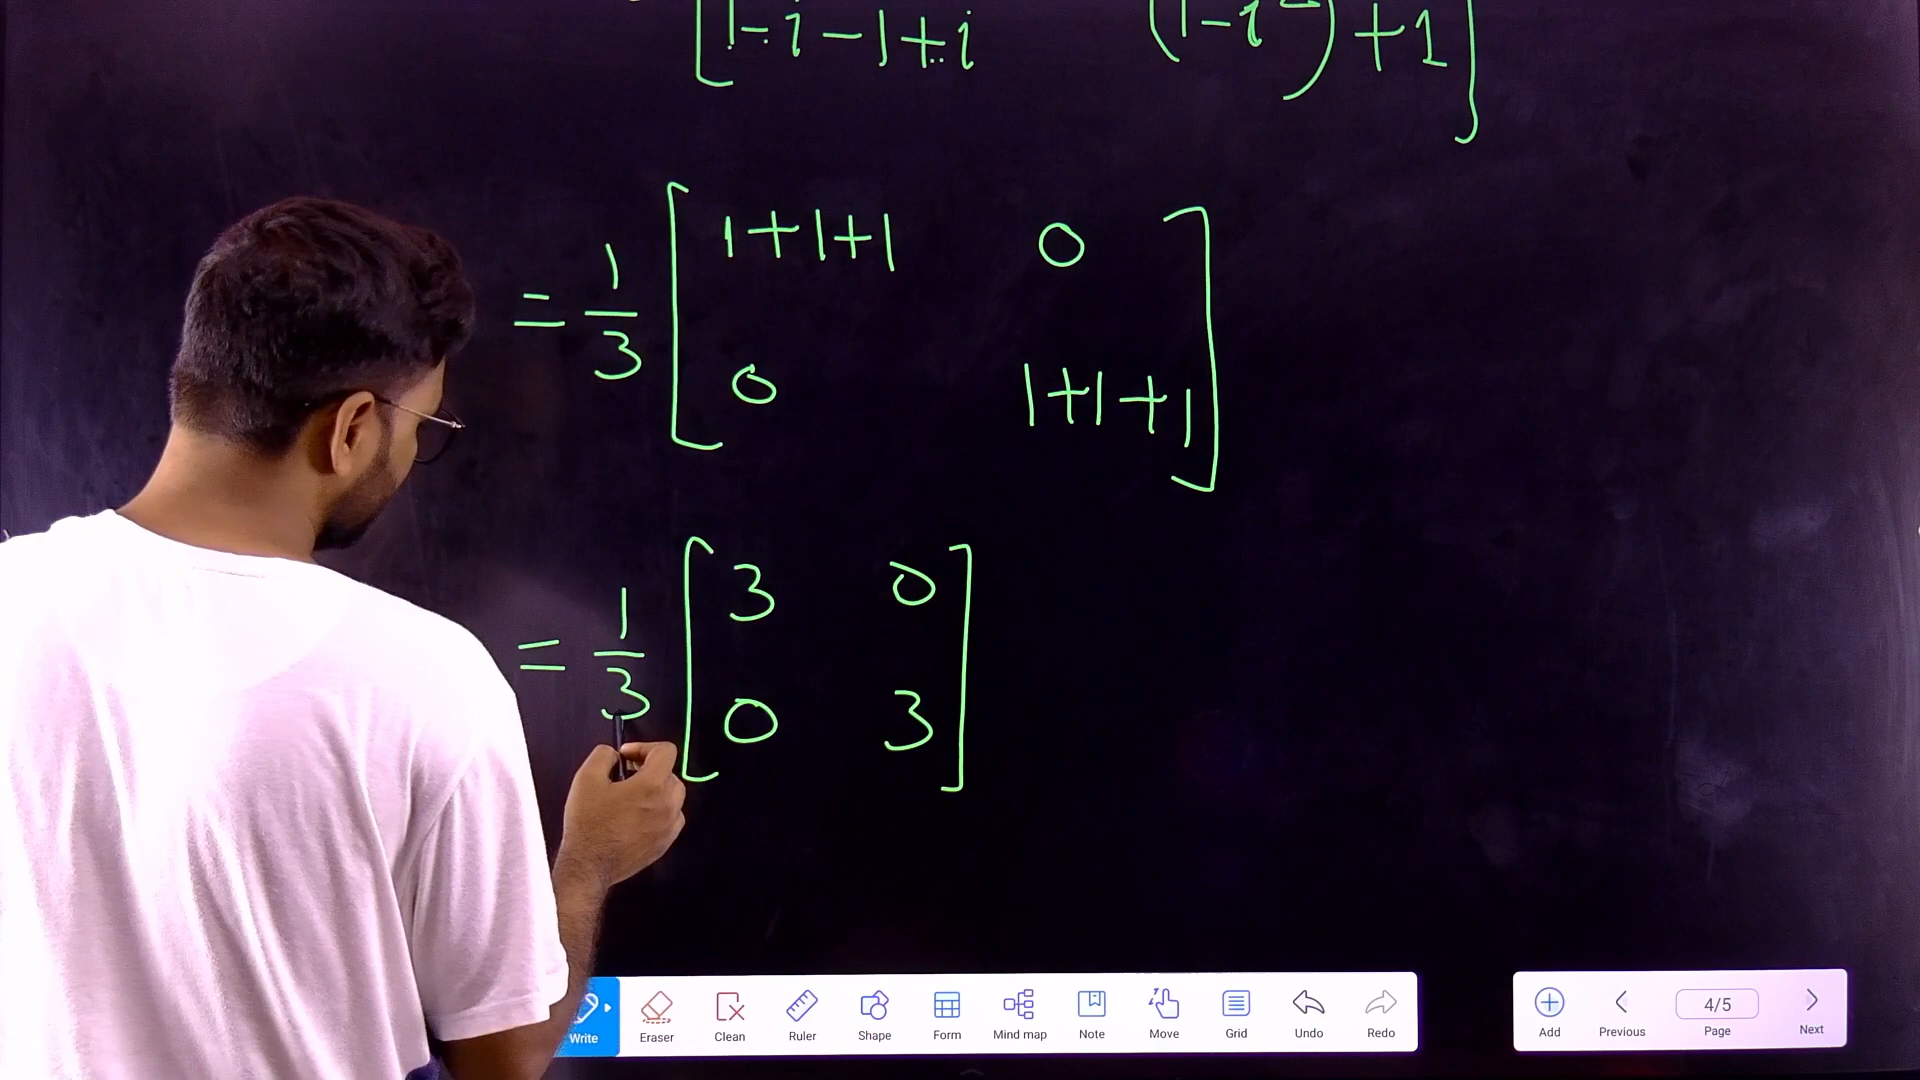 [1-i-1+i (1-i²)+1]
= 1/3 [1+1+1 0
0 1+1+1]
= 1/3 [3 0
0 3]
Write Eraser Clean Ruler Shape Form Mind map Note Move Grid Undo Redo
Add Previous 4/5 Page Next